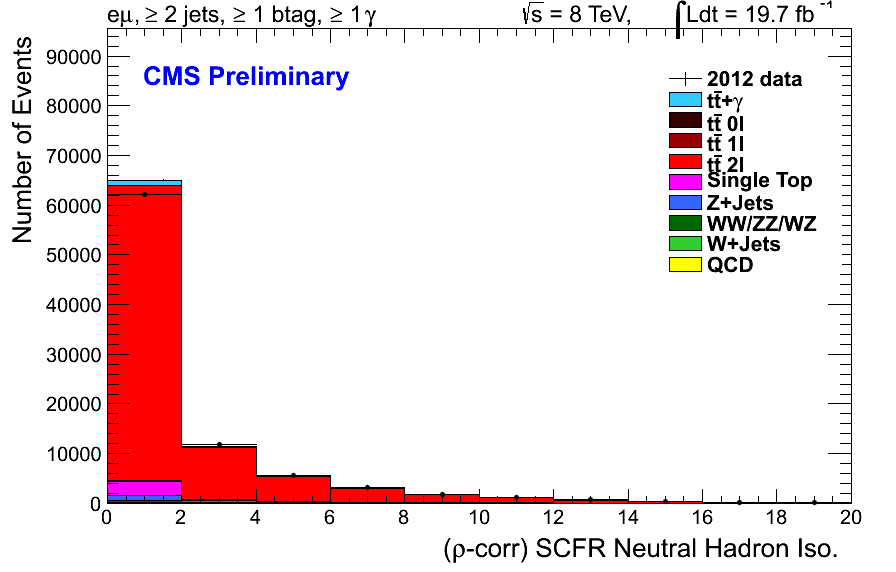 eμ, ≥ 2 jets, ≥ 1 btag, ≥ 1 γ
√s = 8 TeV, ∫Ldt = 19.7 fb⁻¹
CMS Preliminary
Number of Events
90000
80000
70000
60000
50000
40000
30000
20000
10000
0
2012 data
tt̄+γ
tt̄ 0l
tt̄ 1l
tt̄ 2l
Single Top
Z+Jets
WW/ZZ/WZ
W+Jets
QCD
0 2 4 6 8 10 12 14 16 18 20
(ρ-corr) SCFR Neutral Hadron Iso.